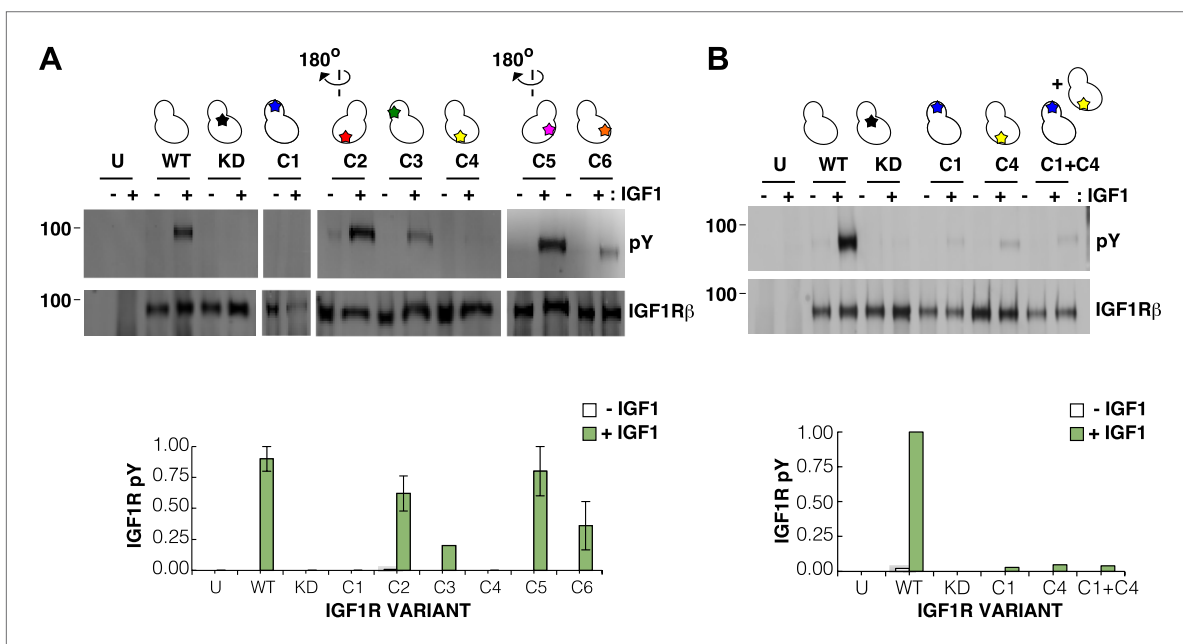 A
180°
180°
U WT KD C1 C2 C3 C4 C5 C6
- + - + - + - + - + - + - + - + - + : IGF1
100
pY
100
IGF1Rβ
- IGF1
+ IGF1
IGF1R pY
1.00
0.75
0.50
0.25
0.00
U WT KD C1 C2 C3 C4 C5 C6
IGF1R VARIANT
B
+
U WT KD C1 C4 C1+C4
- + - + - + - + - + - + : IGF1
100
pY
100
IGF1Rβ
- IGF1
+ IGF1
IGF1R pY
1.00
0.75
0.50
0.25
0.00
U WT KD C1 C4 C1+C4
IGF1R VARIANT